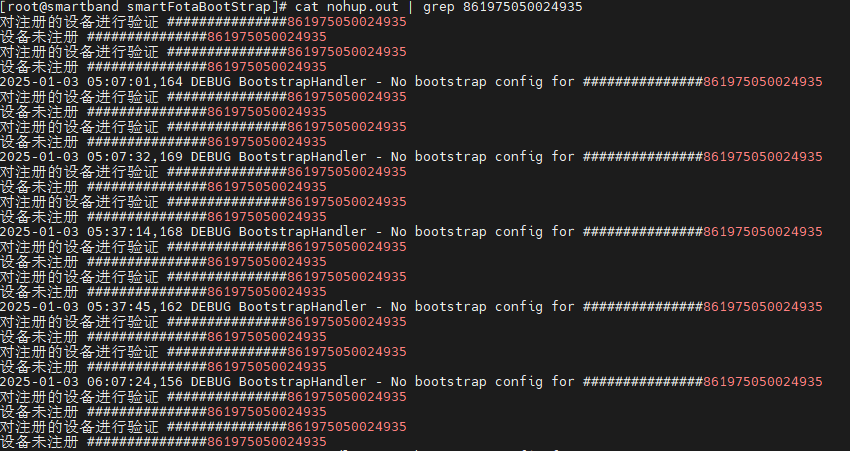 [root@smartband smartFotaBootStrap]# cat nohup.out | grep 861975050024935
对注册的设备进行验证 ###############861975050024935
设备未注册 ###############861975050024935
对注册的设备进行验证 ###############861975050024935
设备未注册 ###############861975050024935
2025-01-03 05:07:01,164 DEBUG BootstrapHandler - No bootstrap config for ###############861975050024935
对注册的设备进行验证 ###############861975050024935
设备未注册 ###############861975050024935
对注册的设备进行验证 ###############861975050024935
设备未注册 ###############861975050024935
2025-01-03 05:07:32,169 DEBUG BootstrapHandler - No bootstrap config for ###############861975050024935
对注册的设备进行验证 ###############861975050024935
设备未注册 ###############861975050024935
对注册的设备进行验证 ###############861975050024935
设备未注册 ###############861975050024935
2025-01-03 05:37:14,168 DEBUG BootstrapHandler - No bootstrap config for ###############861975050024935
对注册的设备进行验证 ###############861975050024935
设备未注册 ###############861975050024935
对注册的设备进行验证 ###############861975050024935
设备未注册 ###############861975050024935
2025-01-03 05:37:45,162 DEBUG BootstrapHandler - No bootstrap config for ###############861975050024935
对注册的设备进行验证 ###############861975050024935
设备未注册 ###############861975050024935
对注册的设备进行验证 ###############861975050024935
设备未注册 ###############861975050024935
2025-01-03 06:07:24,156 DEBUG BootstrapHandler - No bootstrap config for ###############861975050024935
对注册的设备进行验证 ###############861975050024935
设备未注册 ###############861975050024935
对注册的设备进行验证 ###############861975050024935
设备未注册 ###############861975050024935